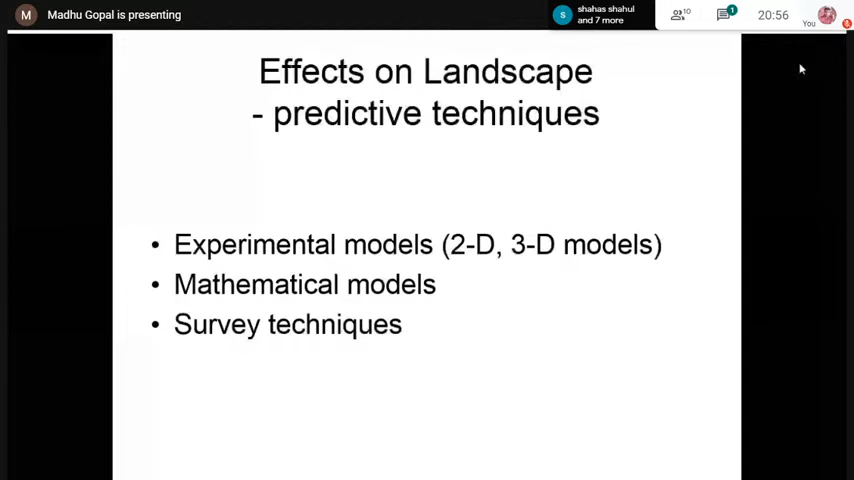 M Madhu Gopal is presenting
S shahas shahul
and 7 more
10
1
20:56
You
Effects on Landscape
- predictive techniques
• Experimental models (2-D, 3-D models)
• Mathematical models
• Survey techniques